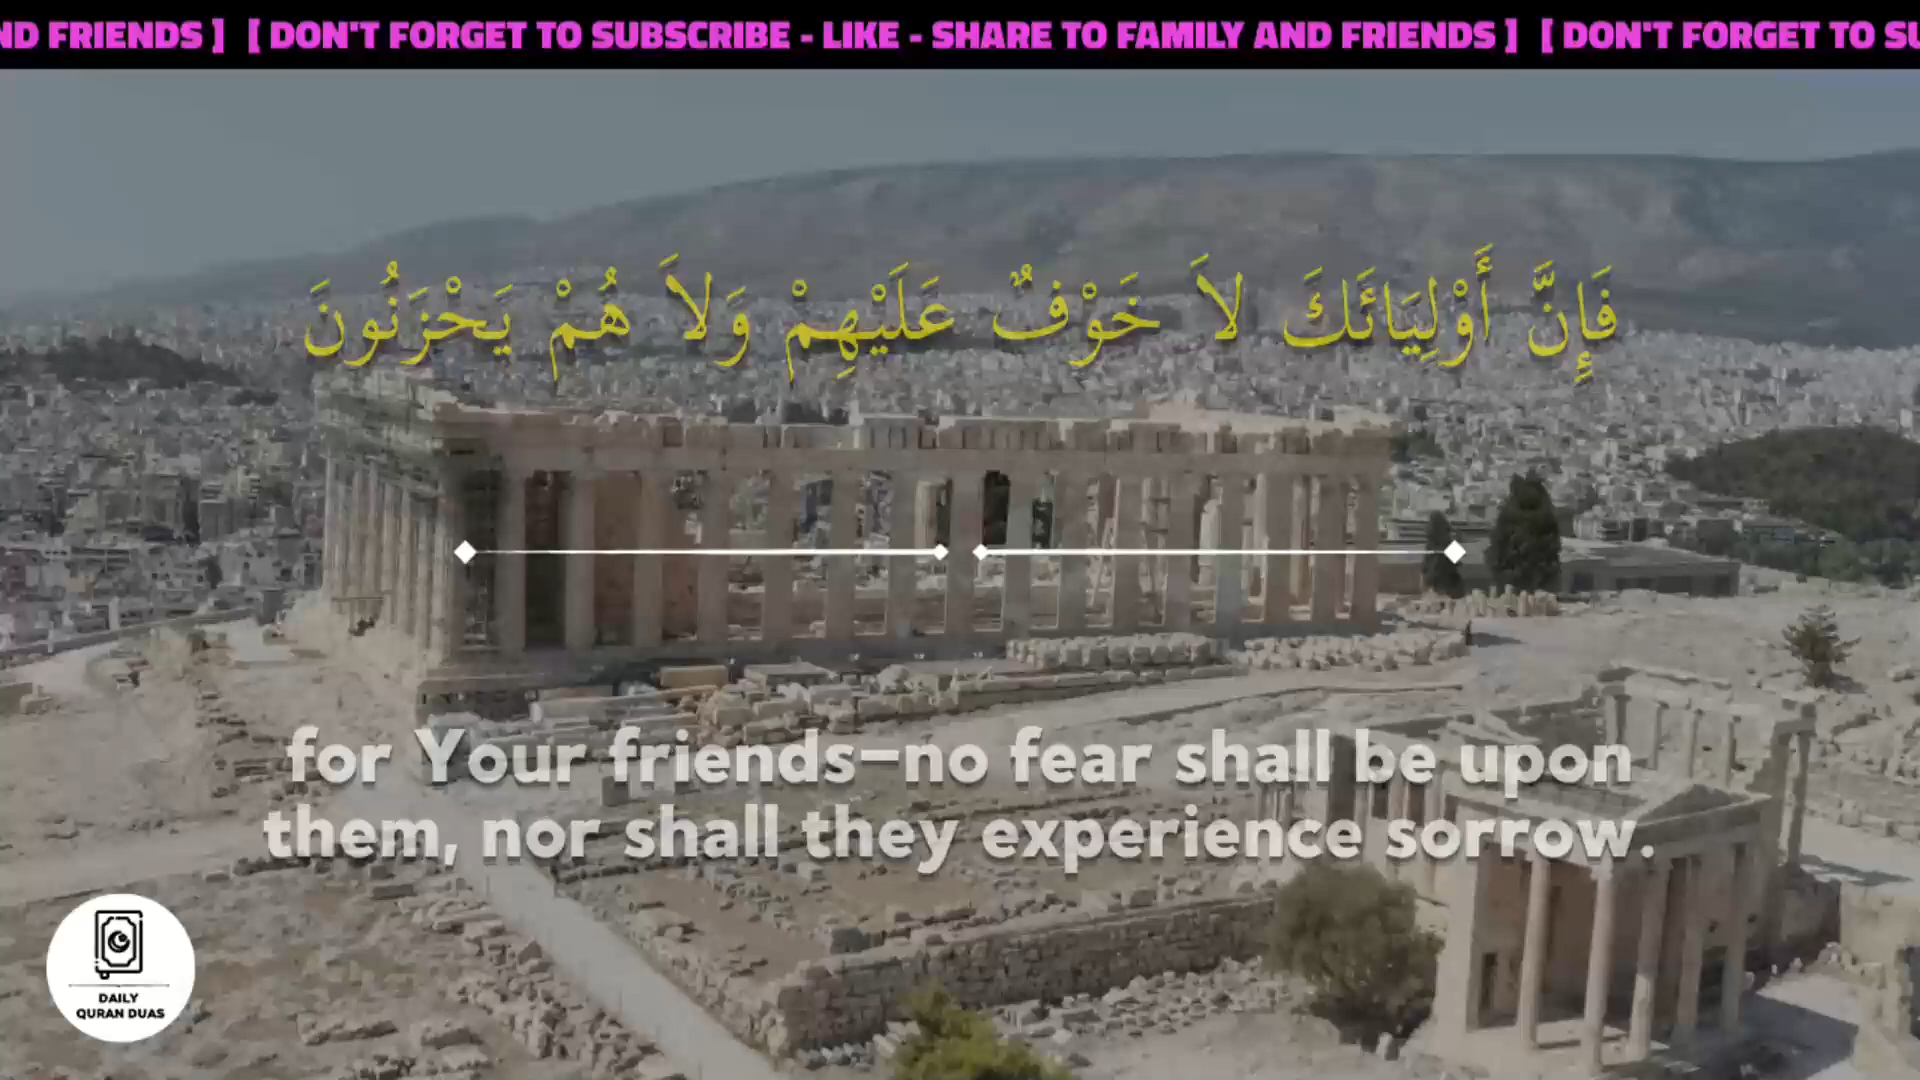 ND FRIENDS ] [ DON'T FORGET TO SUBSCRIBE - LIKE - SHARE TO FAMILY AND FRIENDS ] [ DON'T FORGET TO SU
فَإِنَّ أَوْلِيَائَكَ لاَ خَوْفٌ عَلَيْهِمْ وَلاَ هُمْ يَحْزَنُونَ
for Your friends—no fear shall be upon
them, nor shall they experience sorrow.
DAILY
QURAN DUAS